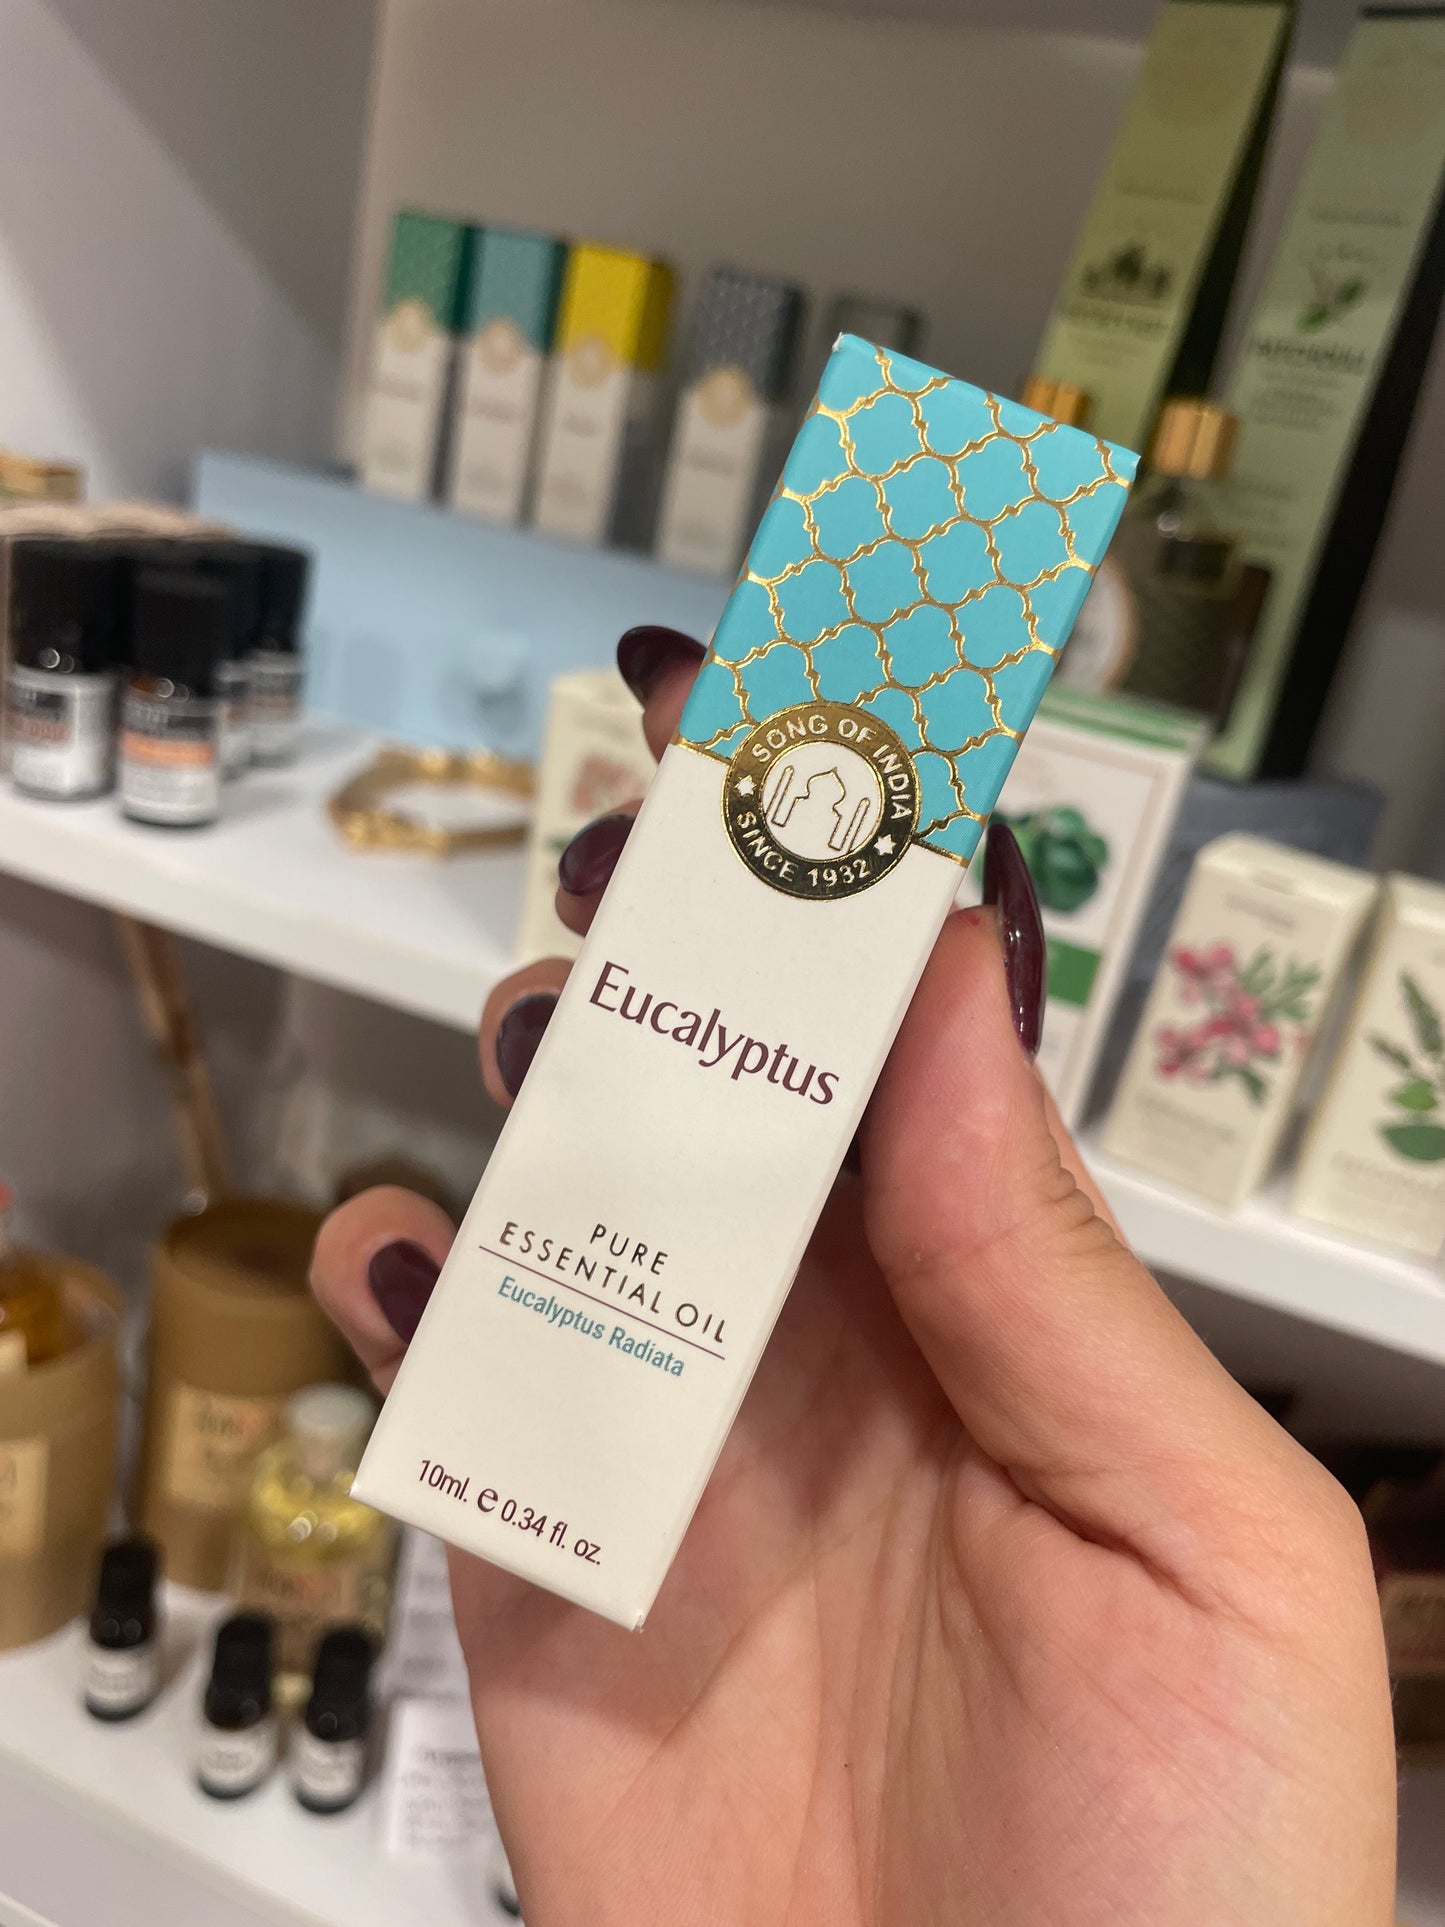 SONG OF INDIA
SINCE 1932
Eucalyptus
PURE
ESSENTIAL OIL
Eucalyptus Radiata
10ml. e 0.34 fl. oz.